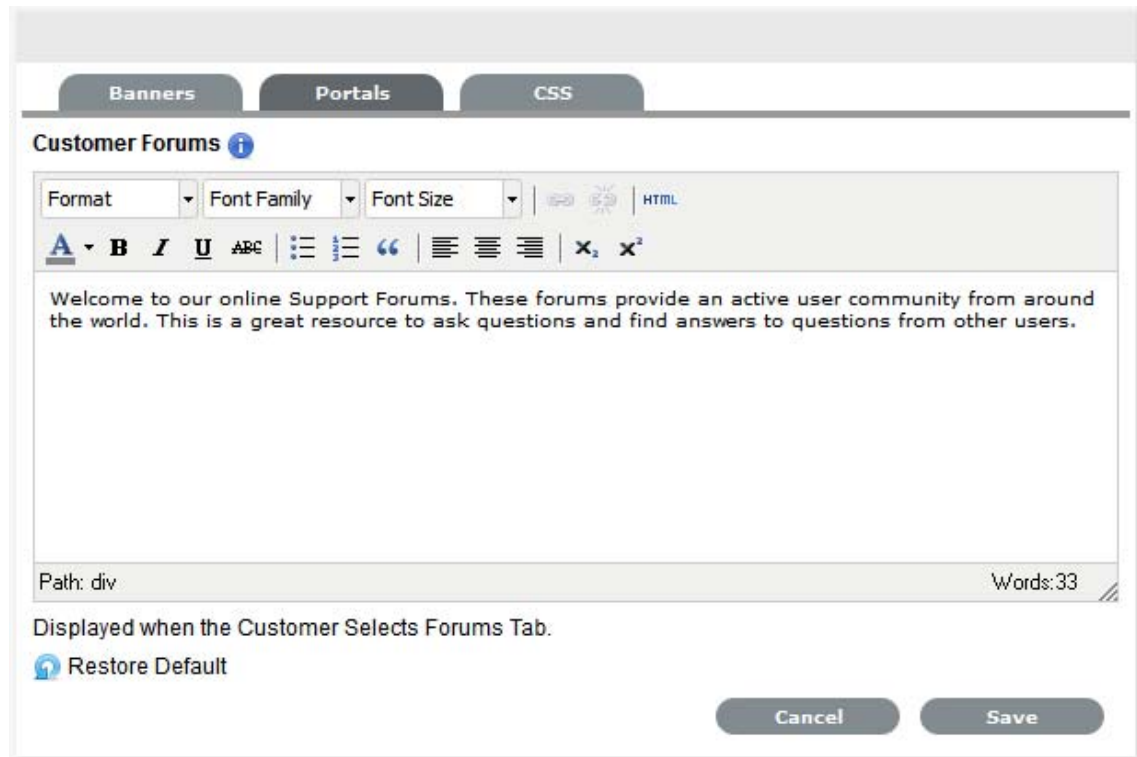 Banners Portals CSS
Customer Forums
Format Font Family Font Size HTML
A B I U ABC X₂ X²
Welcome to our online Support Forums. These forums provide an active user community from around
the world. This is a great resource to ask questions and find answers to questions from other users.
Path: div Words:33
Displayed when the Customer Selects Forums Tab.
Restore Default
Cancel Save